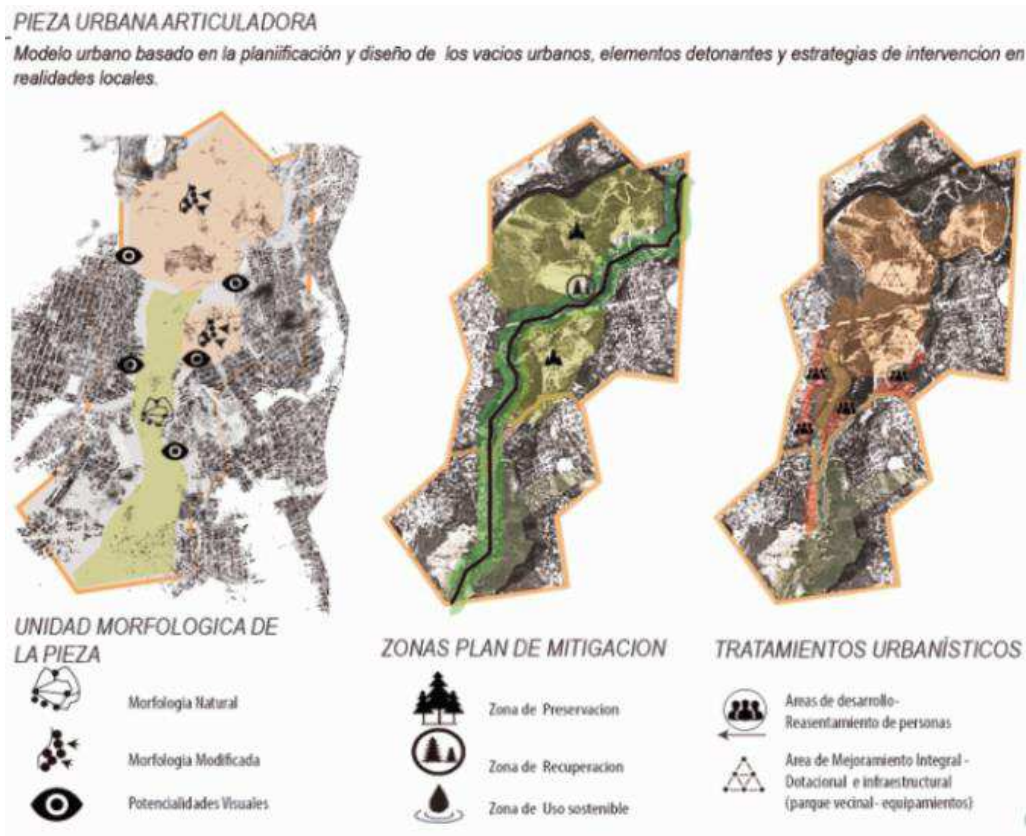 PIEZA URBANA ARTICULADORA
Modelo urbano basado en la planiificación y diseño de los vacios urbanos, elementos detonantes y estrategias de intervencion en
realidades locales.
UNIDAD MORFOLOGICA DE
LA PIEZA
Morfologia Natural
Morfologia Modificada
Potencialidades Visuales
ZONAS PLAN DE MITIGACION
Zona de Preservacion
Zona de Recuperacion
Zona de Uso sostenible
TRATAMIENTOS URBANÍSTICOS
Areas de desarrollo-
Reasentamiento de personas
Area de Mejoramiento Integral -
Dotacional e infraestructural
(parque vecinal- equipamientos)